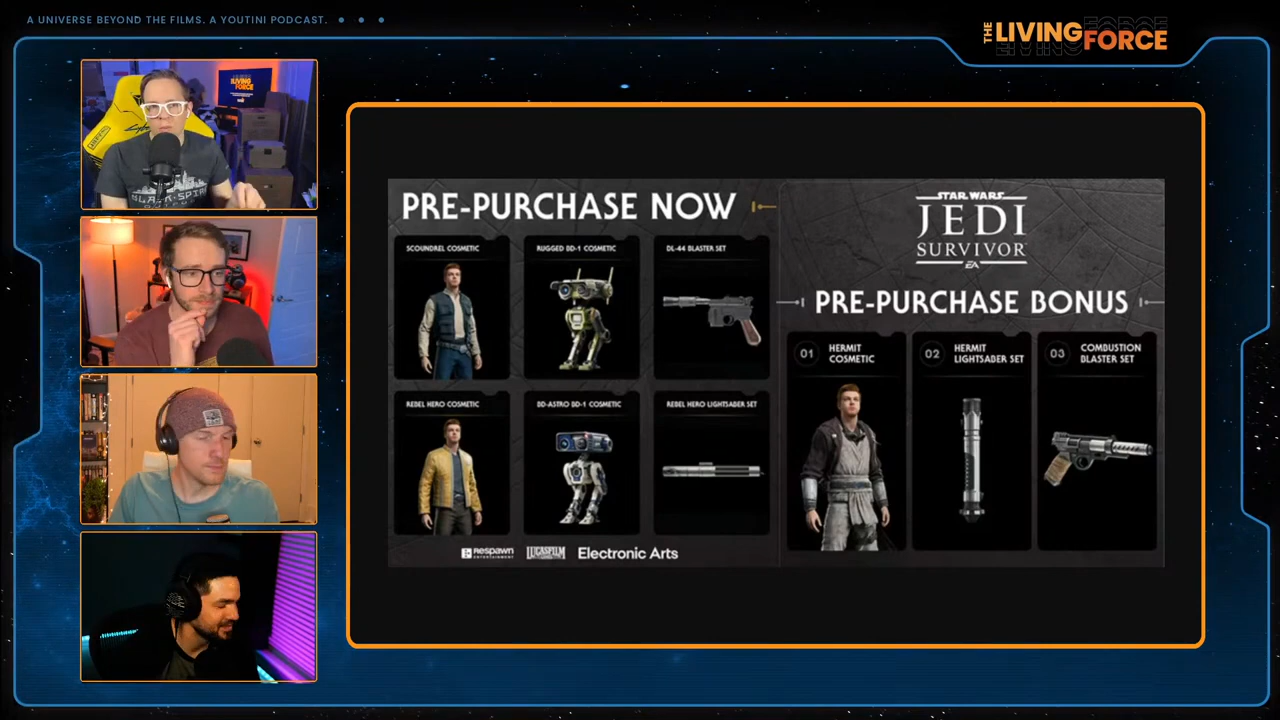 A UNIVERSE BEYOND THE FILMS. A YOUTINI PODCAST.
THE LIVING FORCE
PRE-PURCHASE NOW
SCOUNDREL COSMETIC
RUGGED BD-1 COSMETIC
DL-44 BLASTER SET
REBEL HERO COSMETIC
BD-ASTRO BD-1 COSMETIC
REBEL HERO LIGHTSABER SET
Respawn
ENTERTAINMENT
LUCASFILM
GAMES
Electronic Arts
STAR WARS
JEDI
SURVIVOR
EA
PRE-PURCHASE BONUS
01 HERMIT
COSMETIC
02 HERMIT
LIGHTSABER SET
03 COMBUSTION
BLASTER SET